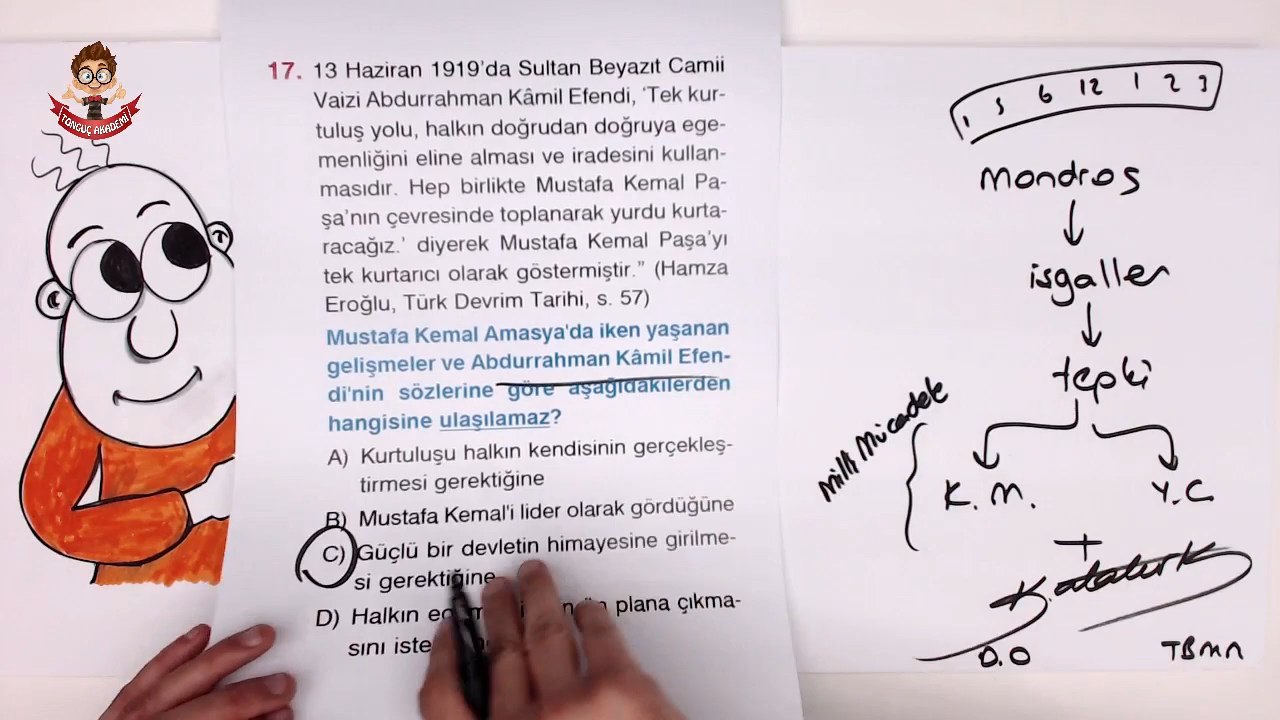 TONGUÇ AKADEMİ
17. 13 Haziran 1919'da Sultan Beyazıt Camii
Vaizi Abdurrahman Kâmil Efendi, 'Tek kur-
tuluş yolu, halkın doğrudan doğruya ege-
menliğini eline alması ve iradesini kullan-
masıdır. Hep birlikte Mustafa Kemal Pa-
şa'nın çevresinde toplanarak yurdu kurta-
racağız.' diyerek Mustafa Kemal Paşa'yı
tek kurtarıcı olarak göstermiştir." (Hamza
Eroğlu, Türk Devrim Tarihi, s. 57)
Mustafa Kemal Amasya'da iken yaşanan
gelişmeler ve Abdurrahman Kâmil Efen-
di'nin sözlerine göre aşağıdakilerden
hangisine ulaşılamaz?
A) Kurtuluşu halkın kendisinin gerçekleş-
tirmesi gerektiğine
B) Mustafa Kemal'i lider olarak gördüğüne
C) Güçlü bir devletin himayesine girilme-
si gerektiğine
D) Halkın plana çıkma-
sını
1 5 6 12 1 2 3
Mondros
işgaller
tepki
Milli Mücadele
K.M. Y.C
+
K.Atatürk
D.O TBMM